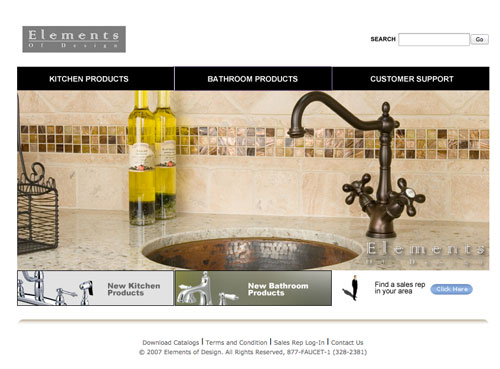 Elements
Of Design
SEARCH
Go
KITCHEN PRODUCTS
BATHROOM PRODUCTS
CUSTOMER SUPPORT
Elements
New Kitchen
Products
New Bathroom
Products
Find a sales rep
in your area
Click Here
Download Catalogs | Terms and Condition | Sales Rep Log-In | Contact Us
© 2007 Elements of Design. All Rights Reserved, 877-FAUCET-1 (328-2381)